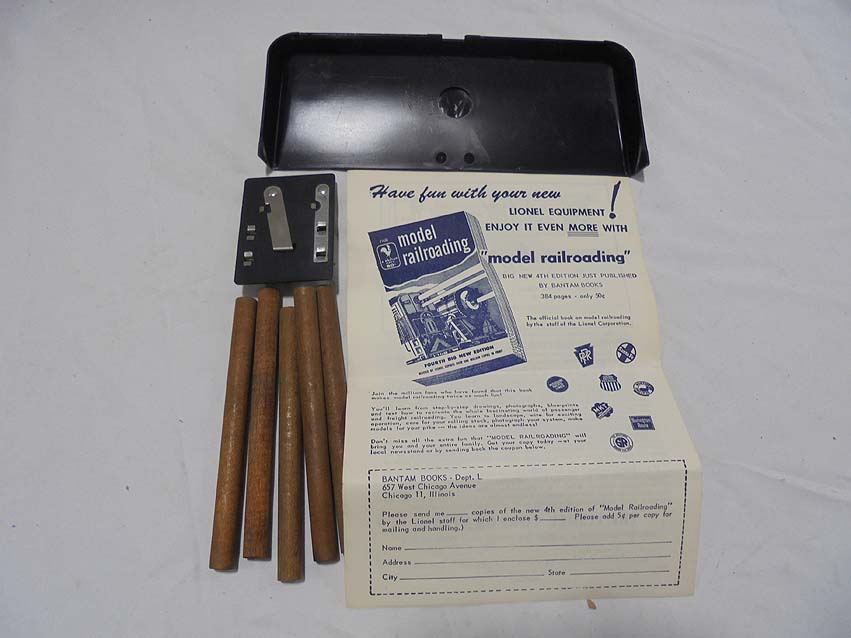 Have fun with your new
LIONEL EQUIPMENT!
ENJOY IT EVEN MORE WITH
"model railroading"
BIG NEW 4TH EDITION JUST PUBLISHED
BY BANTAM BOOKS
384 pages - only 50¢
The official book on model railroading
by the staff of the Lionel Corporation.
model
railroading
FOURTH BIG NEW EDITION
Join the million fans who have found that this book
makes model railroading twice as much fun!
You'll learn from step-by-step drawings, photographs, blueprints
and text how to recreate the whole fascinating world of passenger
and freight railroading. You learn to landscape, wire for exciting
operation, care for your rolling stock, photograph your system, make
models for your pike — the ideas are almost endless!
Don't miss all the extra fun that "MODEL RAILROADING" will
bring you and your entire family. Get your copy today at your
local newsstand or by sending back the coupon below.
Burlington
Route
BANTAM BOOKS - Dept. L
657 West Chicago Avenue
Chicago 11, Illinois
Please send me ____ copies of the new 4th edition of "Model Railroading"
by the Lionel staff for which I enclose $____ Please add 5¢ per copy for
mailing and handling.)
Name
Address
City State